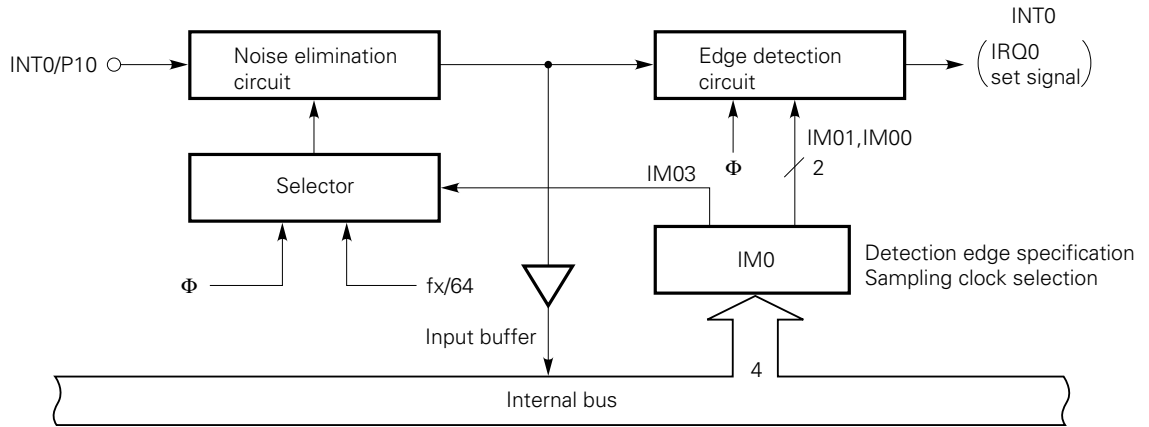 INT0
INT0/P10
Noise elimination
circuit
Edge detection
circuit
IRQ0
set signal
IM01,IM00
2
Φ
Selector
IM03
IM0
Detection edge specification
Sampling clock selection
Φ
fx/64
Input buffer
4
Internal bus